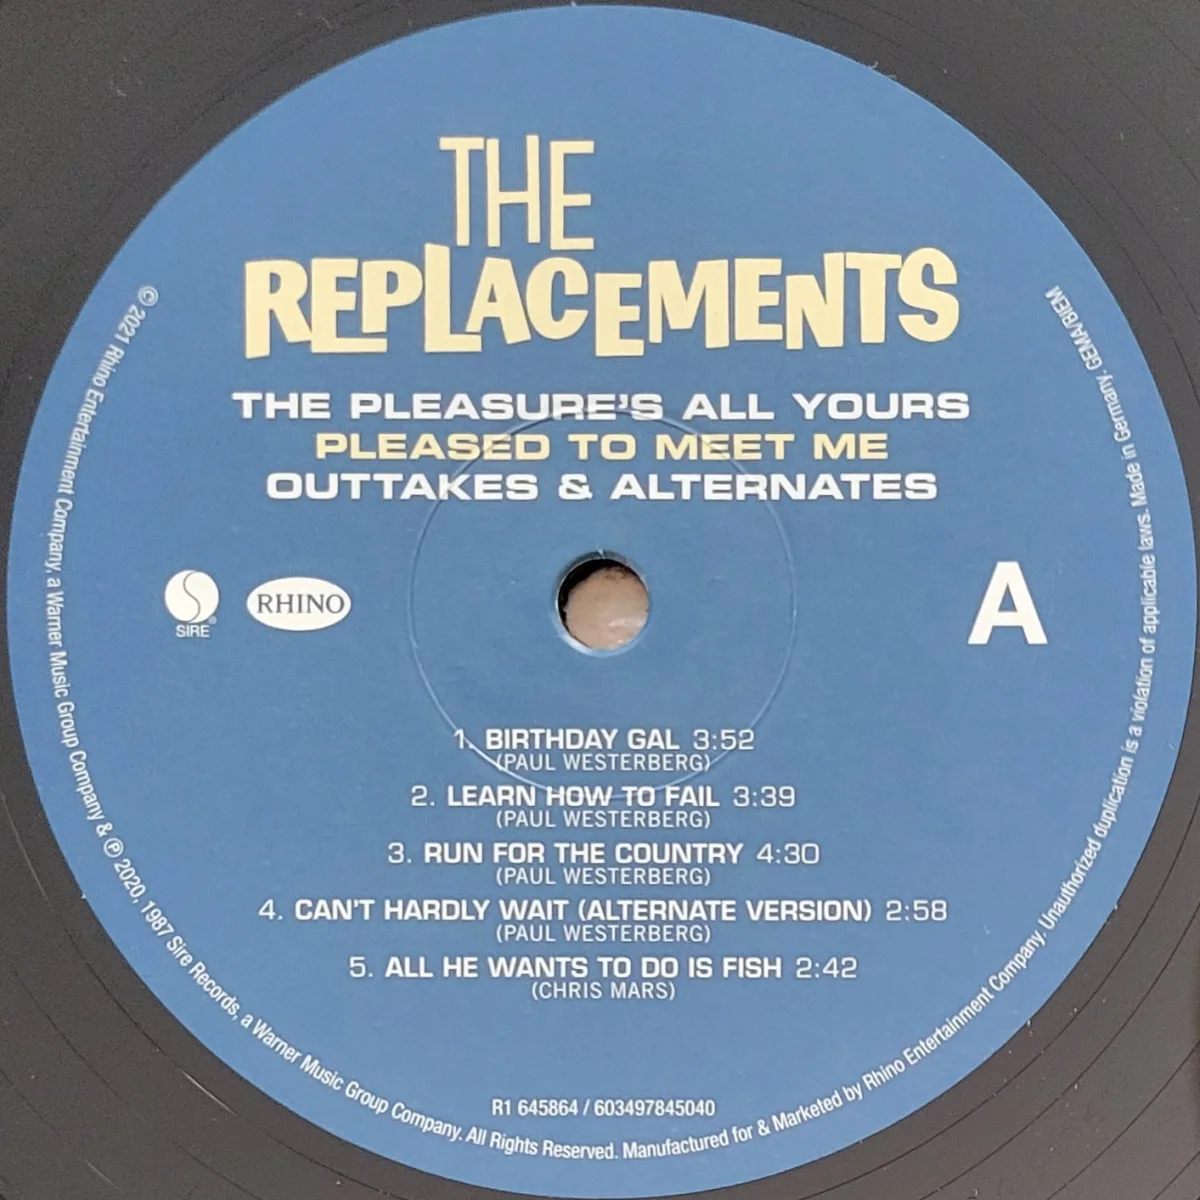 THE
REPLACEMENTS
THE PLEASURE'S ALL YOURS
PLEASED TO MEET ME
OUTTAKES & ALTERNATES
SIRE®
RHINO
A
1. BIRTHDAY GAL 3:52
(PAUL WESTERBERG)
2. LEARN HOW TO FAIL 3:39
(PAUL WESTERBERG)
3. RUN FOR THE COUNTRY 4:30
(PAUL WESTERBERG)
4. CAN'T HARDLY WAIT (ALTERNATE VERSION) 2:58
(PAUL WESTERBERG)
5. ALL HE WANTS TO DO IS FISH 2:42
(CHRIS MARS)
R1 645864 / 603497845040
© 2021 Rhino Entertainment Company, a Warner Music Group Company & ℗ 2020, 1987 Sire Records, a Warner Music Group Company. All Rights Reserved. Manufactured for & Marketed by Rhino Entertainment Company. Unauthorized duplication is a violation of applicable laws. Made in Germany. GEMA/BIEM